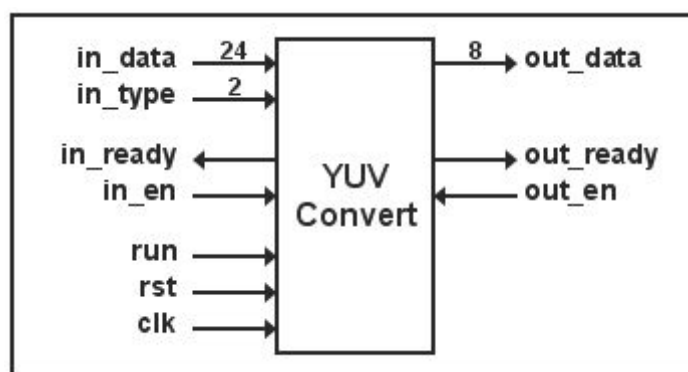 in_data 24 8 out_data
in_type 2
in_ready out_ready
in_en out_en
YUV
Convert
run
rst
clk